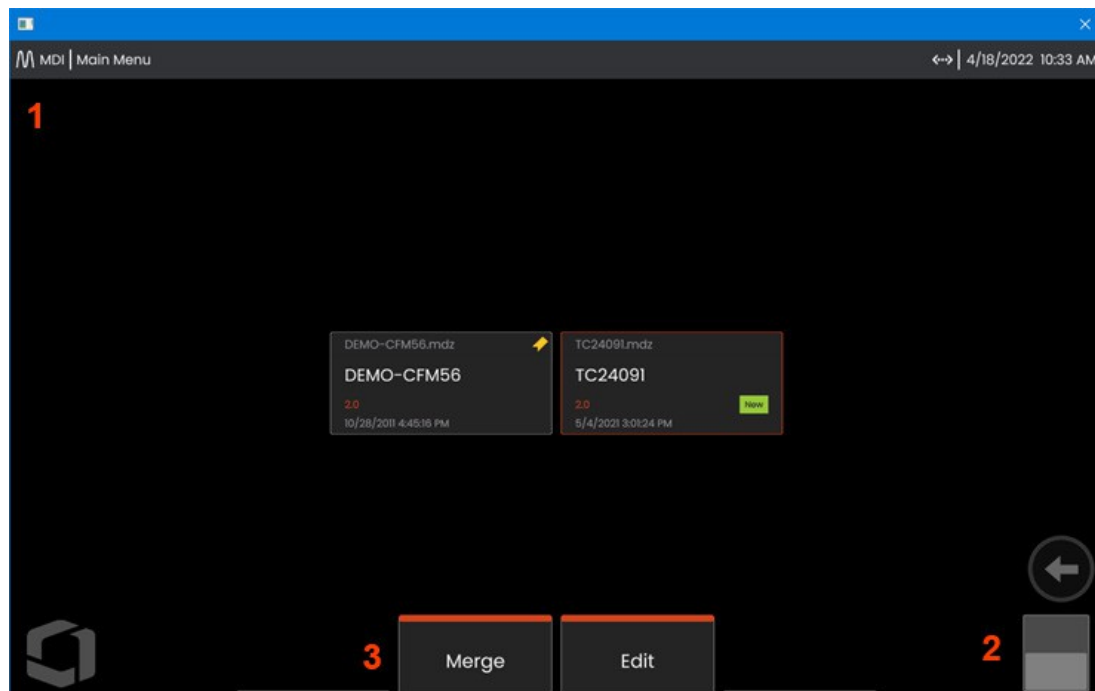 MDI | Main Menu
4/18/2022 10:33 AM
1
DEMO-CFM56.mdz
DEMO-CFM56
2.0
10/28/2011 4:45:16 PM
TC24091.mdz
TC24091
2.0
New
5/4/2021 3:01:24 PM
2
3
Merge
Edit